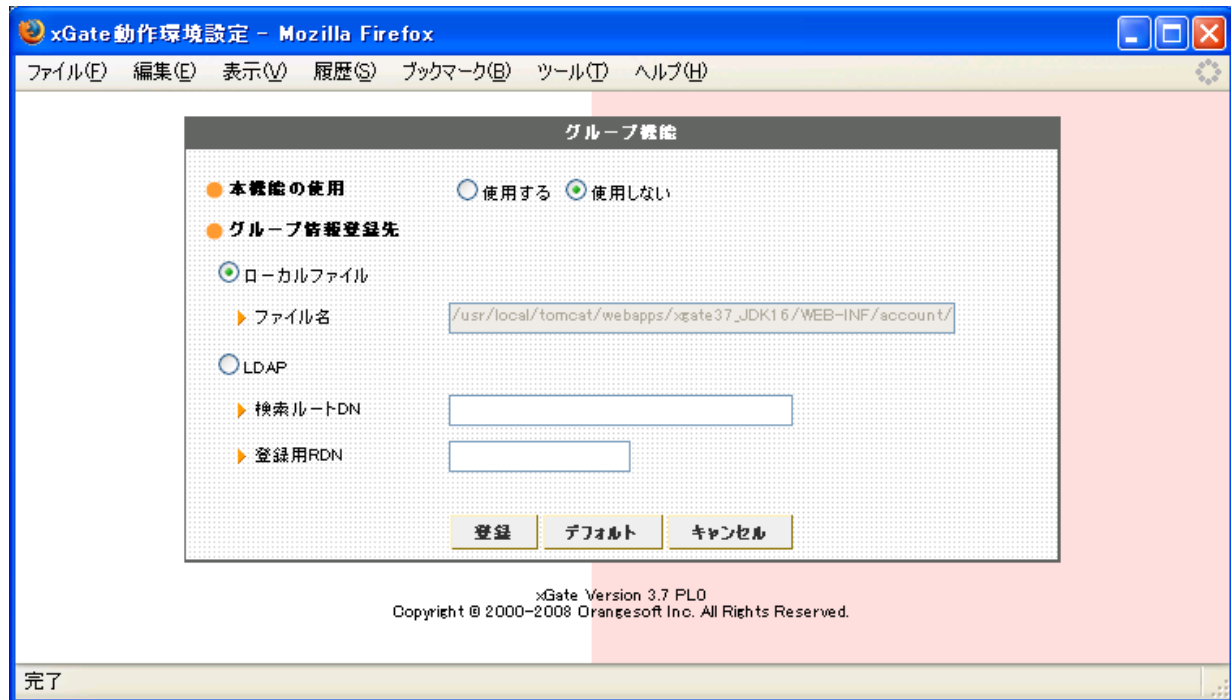 xGate動作環境設定 - Mozilla Firefox
ファイル(F) 編集(E) 表示(V) 履歴(S) ブックマーク(B) ツール(T) ヘルプ(H)
グループ機能
本機能の使用 使用する 使用しない
グループ情報登録先
ローカルファイル
ファイル名 /usr/local/tomcat/webapps/xgate37_JDK16/WEB-INF/account/
LDAP
検索ルートDN
登録用RDN
登録 デフォルト キャンセル
xGate Version 3.7 PL0
Copyright © 2000-2008 Orangesoft Inc. All Rights Reserved.
完了